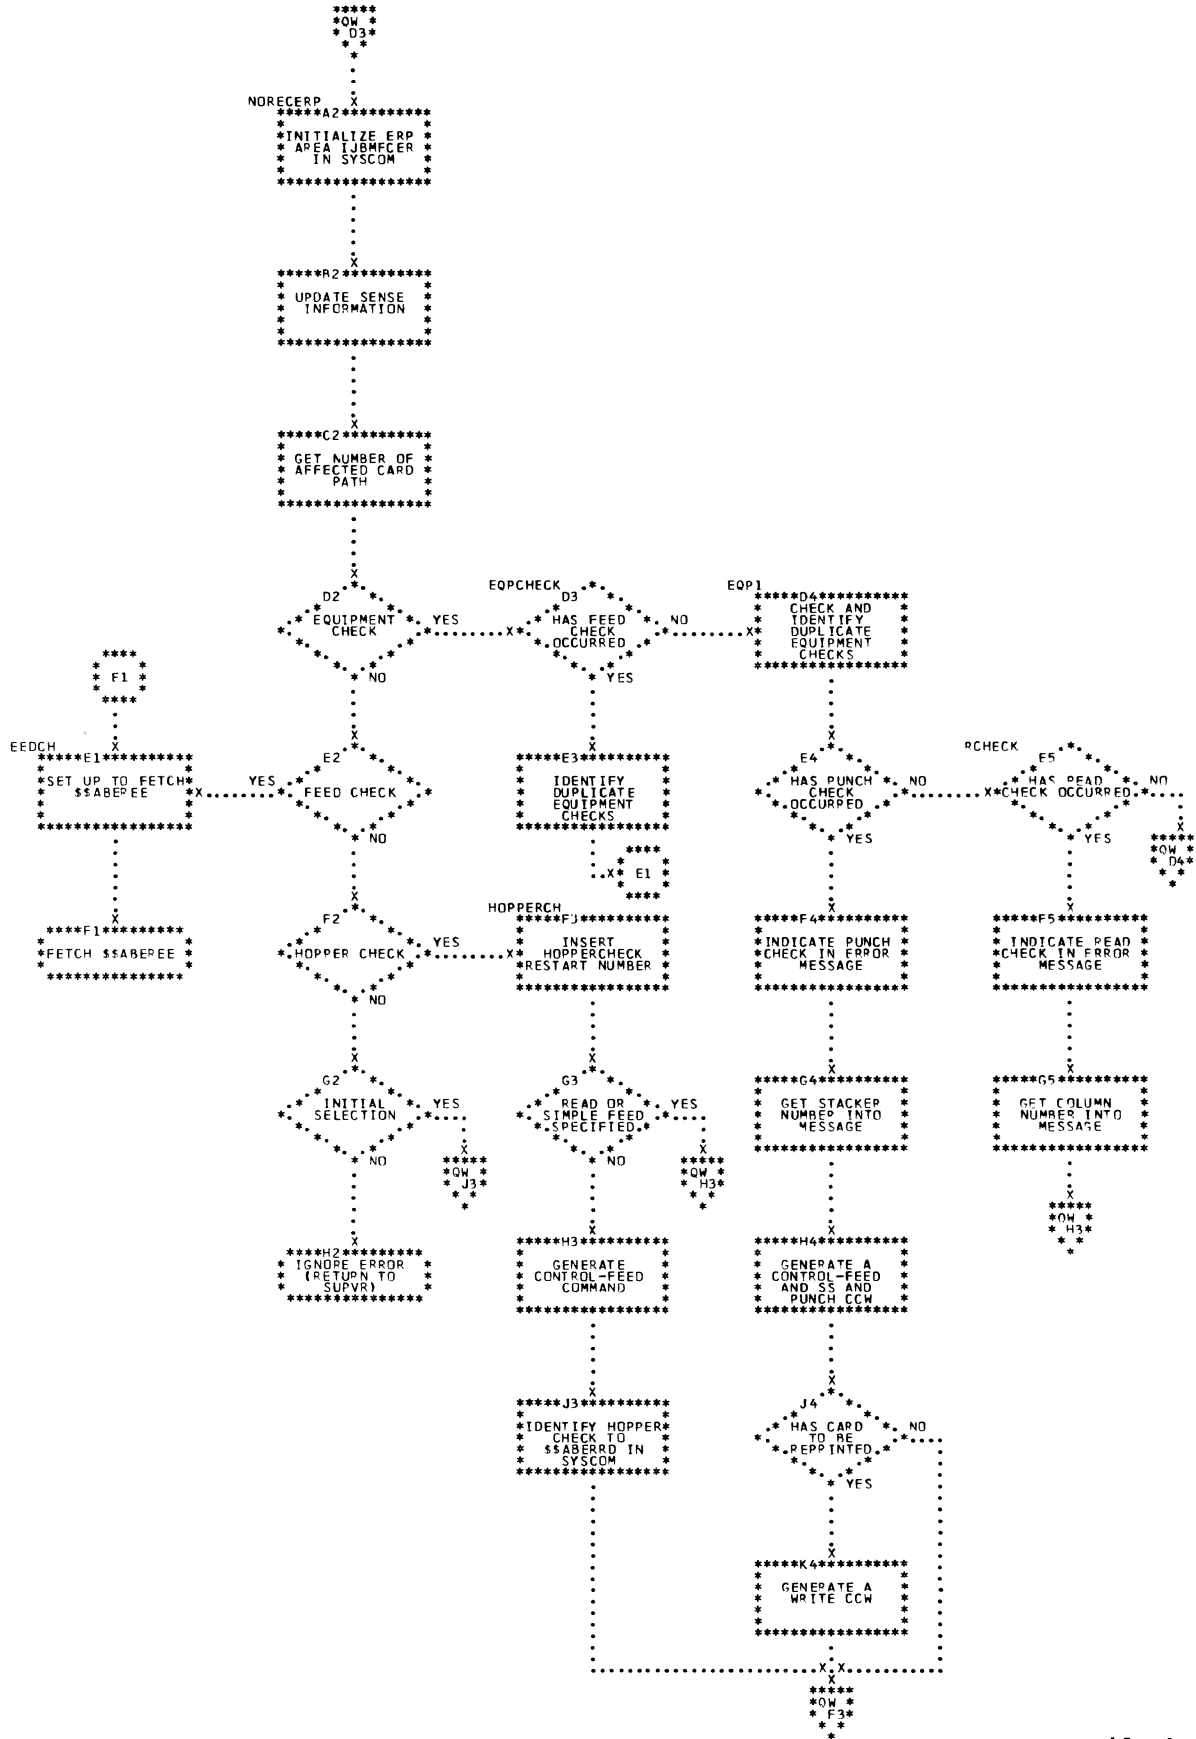 QW
D3
NORECERP
A2
INITIALIZE ERP
AREA IJBMFCER
IN SYSCOM
B2
UPDATE SENSE
INFORMATION
C2
GET NUMBER OF
AFFECTED CARD
PATH
D2
EQUIPMENT
CHECK
YES
NO
EQPCHECK
D3
HAS FEED
CHECK
OCCURRED
NO
YES
EQP1
D4
CHECK AND
IDENTIFY
DUPLICATE
EQUIPMENT
CHECKS
F1
EEDCH
E1
SET UP TO FETCH
$$ABEREE
YES
E2
FEED CHECK
NO
E3
IDENTIFY
DUPLICATE
EQUIPMENT
CHECKS
E1
E4
HAS PUNCH
CHECK
OCCURRED
NO
YES
RCHECK
E5
HAS READ
CHECK OCCURRED
NO
YES
QW
D4
F1
FETCH $$ABEREE
F2
HOPPER CHECK
YES
NO
HOPPERCH
F3
INSERT
HOPPERCHECK
RESTART NUMBER
F4
INDICATE PUNCH
CHECK IN ERROR
MESSAGE
F5
INDICATE READ
CHECK IN ERROR
MESSAGE
G2
INITIAL
SELECTION
YES
NO
QW
J3
G3
READ OR
SIMPLE FEED
SPECIFIED
YES
NO
QW
H3
G4
GET STACKER
NUMBER INTO
MESSAGE
G5
GET COLUMN
NUMBER INTO
MESSAGE
QW
H3
H2
IGNORE ERROR
(RETURN TO
SUPVR)
H3
GENERATE
CONTROL-FEED
COMMAND
H4
GENERATE A
CONTROL-FEED
AND SS AND
PUNCH CCW
J3
IDENTIFY HOPPER
CHECK TO
$$ABERRD IN
SYSCOM
J4
HAS CARD
TO BE
REPRINTED
NO
YES
K4
GENERATE A
WRITE CCW
QW
F3